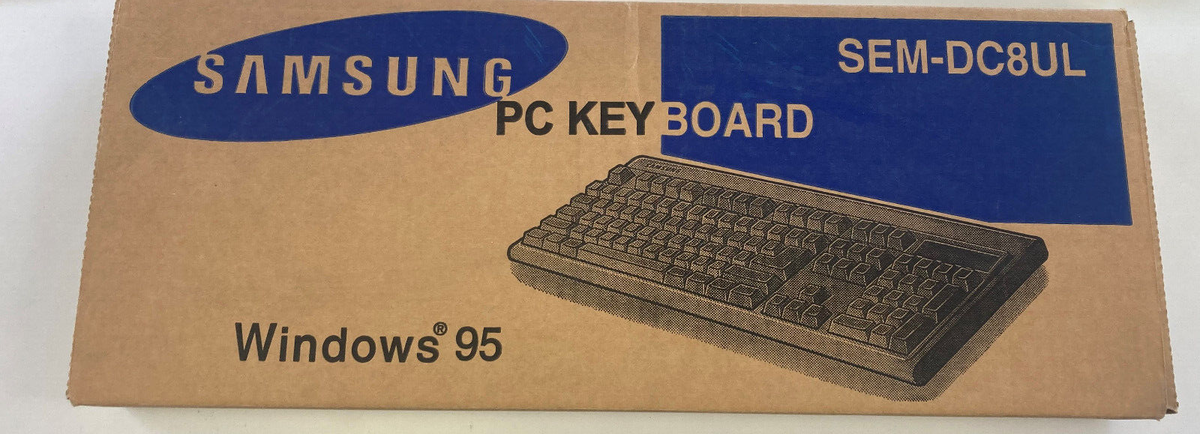 SAMSUNG
SEM-DC8UL
PC KEYBOARD
Windows® 95